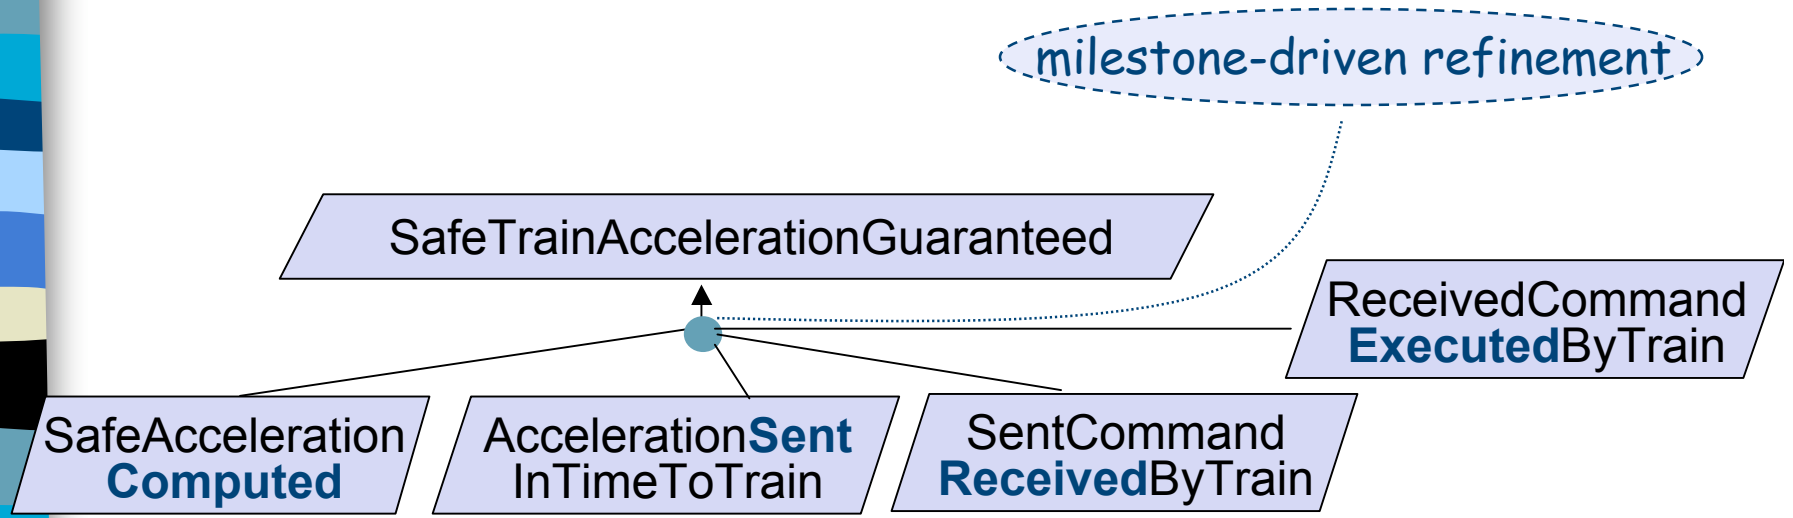 milestone-driven refinement
SafeTrainAccelerationGuaranteed
ReceivedCommand
ExecutedByTrain
SafeAcceleration
Computed
AccelerationSent
InTimeToTrain
SentCommand
ReceivedByTrain